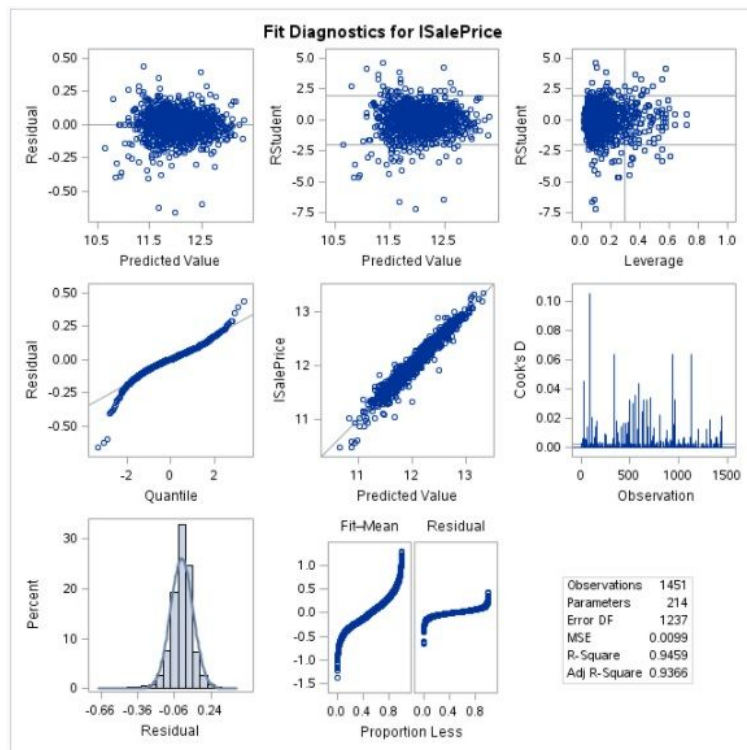 Fit Diagnostics for lSalePrice
0.50
0.25
0.00
-0.25
-0.50
Residual
10.5 11.5 12.5
Predicted Value
5.0
2.5
0.0
-2.5
-5.0
-7.5
RStudent
10.5 11.5 12.5
Predicted Value
5.0
2.5
0.0
-2.5
-5.0
-7.5
RStudent
0.0 0.2 0.4 0.6 0.8 1.0
Leverage
0.50
0.25
0.00
-0.25
-0.50
Residual
-2 0 2
Quantile
13
12
11
lSalePrice
11 12 13
Predicted Value
0.10
0.08
0.06
0.04
0.02
0.00
Cook's D
0 500 1000 1500
Observation
30
20
10
0
Percent
-0.66 -0.36 -0.06 0.24
Residual
Fit–Mean Residual
1.0
0.5
0.0
-0.5
-1.0
-1.5
0.0 0.4 0.8 0.0 0.4 0.8
Proportion Less
Observations 1451
Parameters 214
Error DF 1237
MSE 0.0099
R-Square 0.9459
Adj R-Square 0.9366